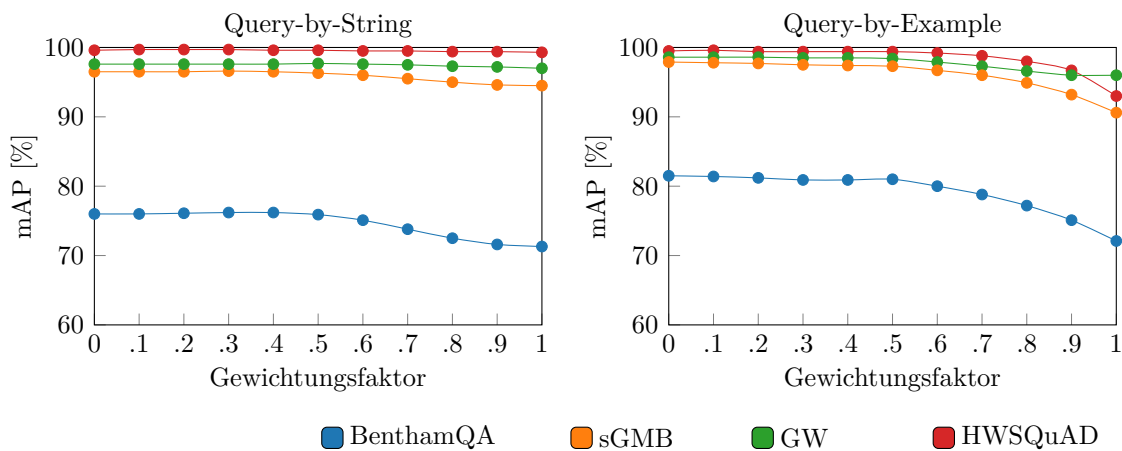 Query-by-String
100
90
80
70
60
mAP [%]
0 .1 .2 .3 .4 .5 .6 .7 .8 .9 1
Gewichtungsfaktor
Query-by-Example
100
90
80
70
60
mAP [%]
0 .1 .2 .3 .4 .5 .6 .7 .8 .9 1
Gewichtungsfaktor
BenthamQA sGMB GW HWSQuAD